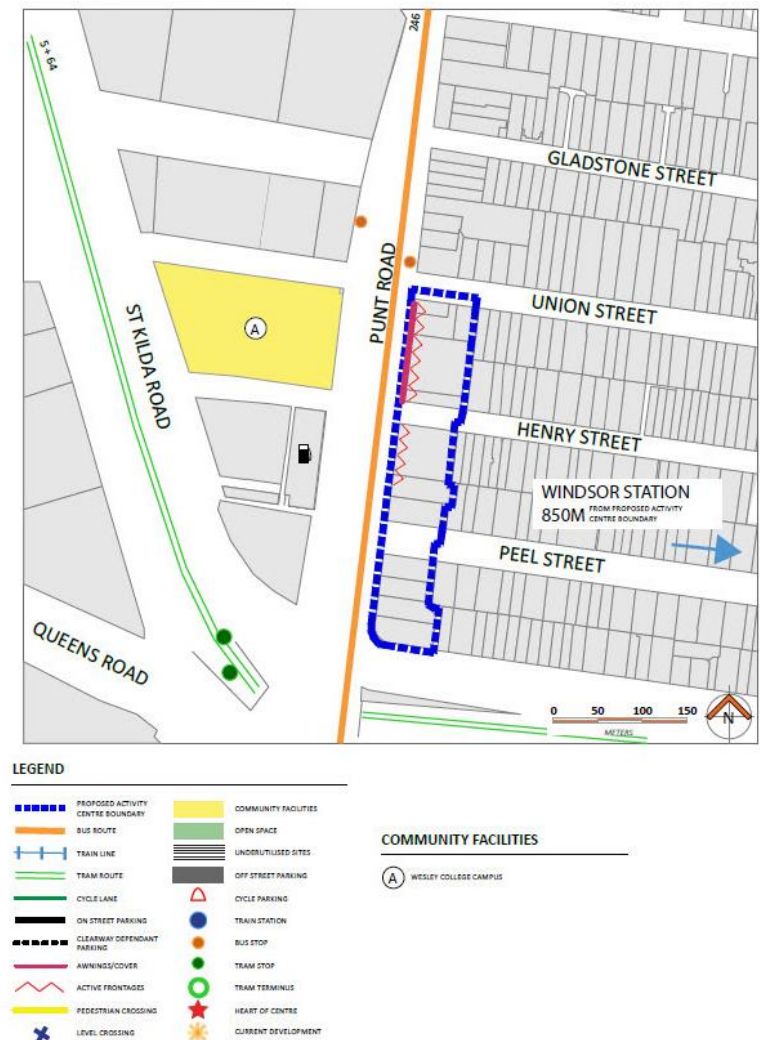 5 + 64
246
GLADSTONE STREET
PUNT ROAD
UNION STREET
ST KILDA ROAD
A
HENRY STREET
WINDSOR STATION
850M FROM PROPOSED ACTIVITY
CENTRE BOUNDARY
PEEL STREET
QUEENS ROAD
0 50 100 150
METERS
N
LEGEND
PROPOSED ACTIVITY
CENTRE BOUNDARY
BUS ROUTE
TRAIN LINE
TRAM ROUTE
CYCLE LANE
ON STREET PARKING
CLEARWAY DEPENDANT
PARKING
AWNINGS/COVER
ACTIVE FRONTAGES
PEDESTRIAN CROSSING
LEVEL CROSSING
COMMUNITY FACILITIES
OPEN SPACE
UNDERUTILISED SITES
OFF STREET PARKING
CYCLE PARKING
TRAIN STATION
BUS STOP
TRAM STOP
TRAM TERMINUS
HEART OF CENTRE
CURRENT DEVELOPMENT
COMMUNITY FACILITIES
A WESLEY COLLEGE CAMPUS